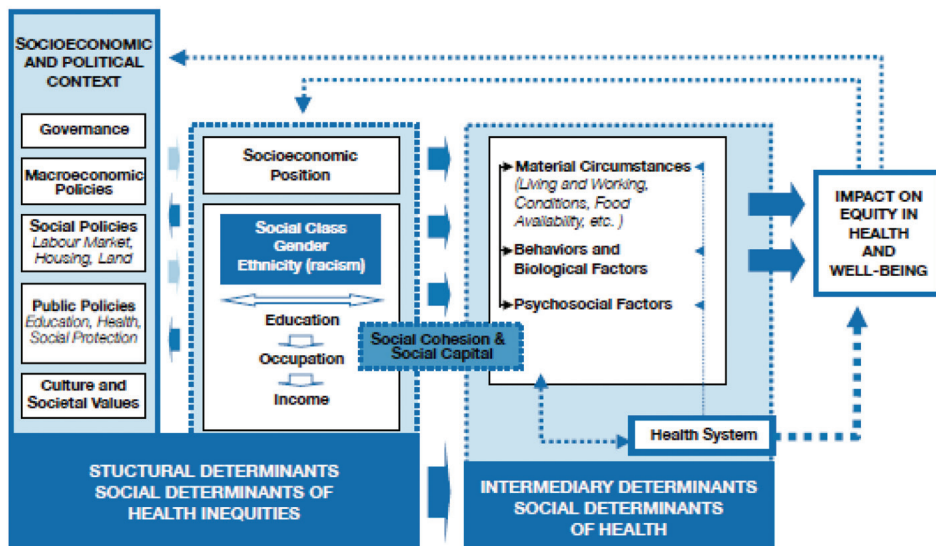 SOCIOECONOMIC
AND POLITICAL
CONTEXT
Governance
Macroeconomic
Policies
Social Policies
Labour Market,
Housing, Land
Public Policies
Education, Health,
Social Protection
Culture and
Societal Values
Socioeconomic
Position
Social Class
Gender
Ethnicity (racism)
Education
Occupation
Income
Social Cohesion &
Social Capital
Material Circumstances
(Living and Working,
Conditions, Food
Availability, etc. )
Behaviors and
Biological Factors
Psychosocial Factors
Health System
IMPACT ON
EQUITY IN
HEALTH
AND
WELL-BEING
STUCTURAL DETERMINANTS
SOCIAL DETERMINANTS OF
HEALTH INEQUITIES
INTERMEDIARY DETERMINANTS
SOCIAL DETERMINANTS
OF HEALTH